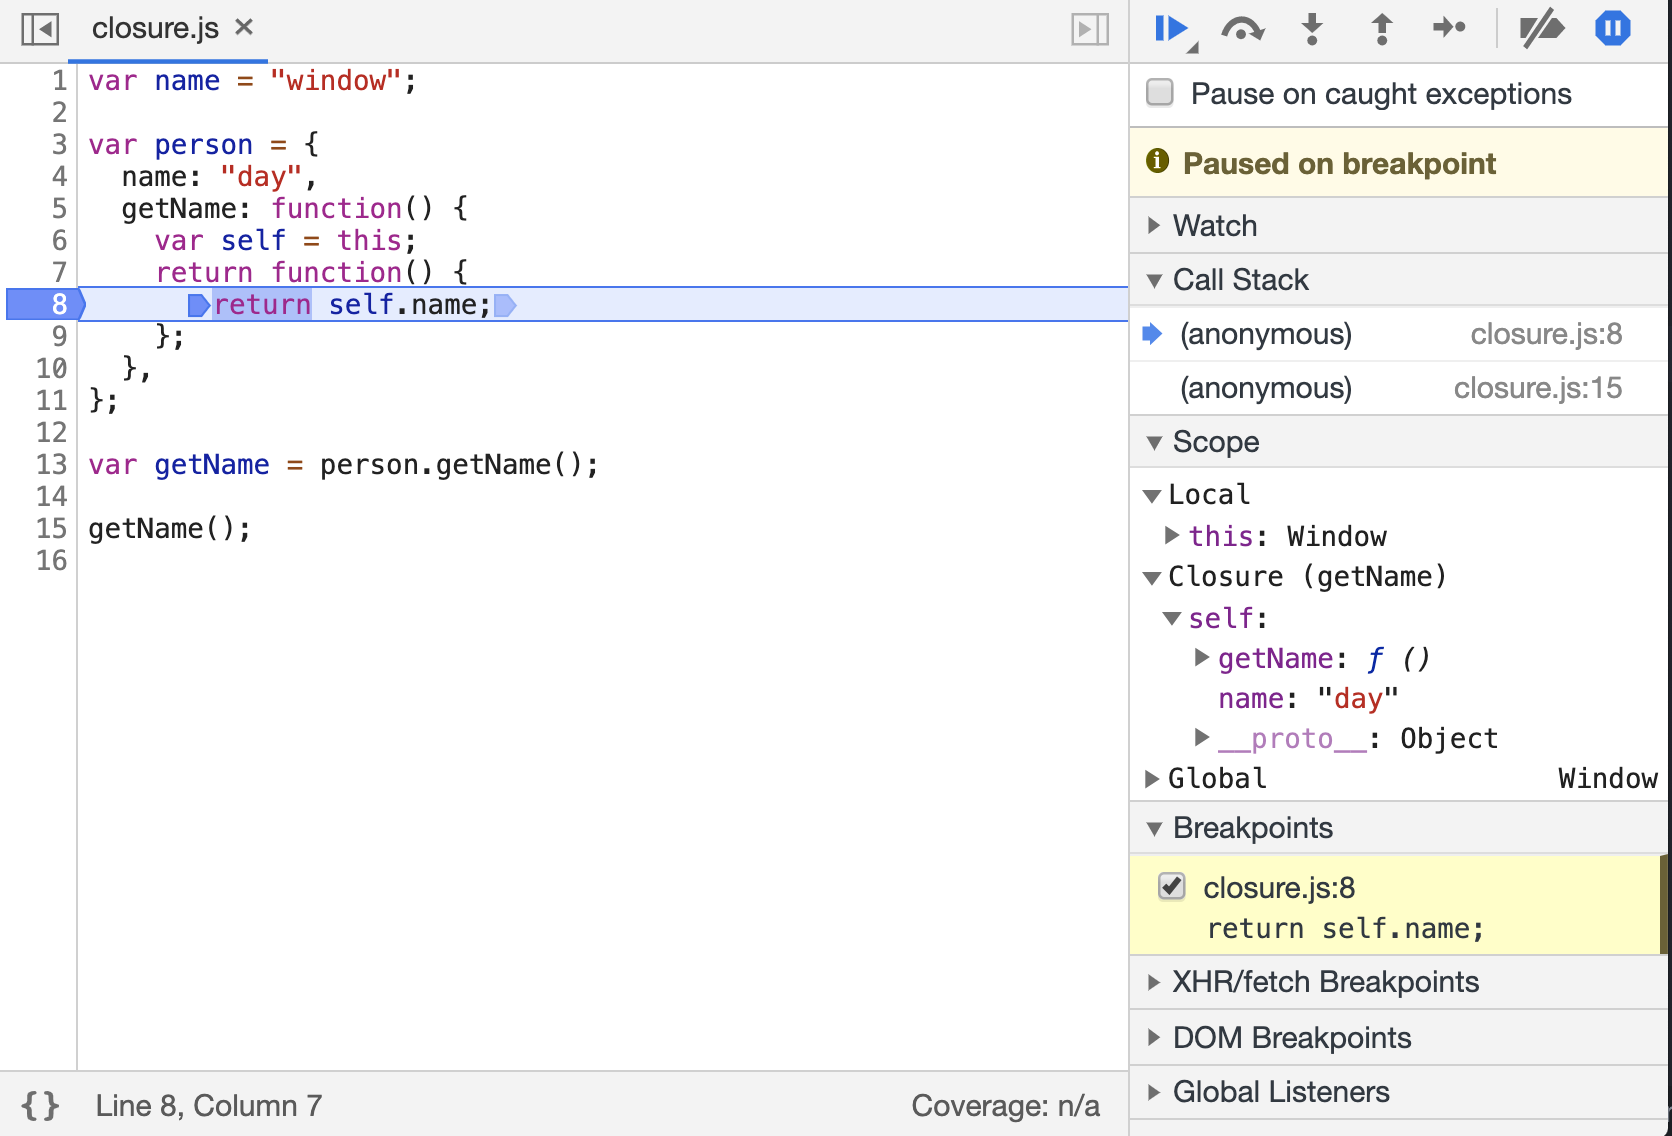 closure.js ×
1 var name = "window";
2
3 var person = {
4 name: "day",
5 getName: function() {
6 var self = this;
7 return function() {
8 return self.name;
9 };
10 },
11 };
12
13 var getName = person.getName();
14
15 getName();
16
{} Line 8, Column 7 Coverage: n/a
Pause on caught exceptions
Paused on breakpoint
Watch
Call Stack
(anonymous) closure.js:8
(anonymous) closure.js:15
Scope
Local
this: Window
Closure (getName)
self:
getName: ƒ ()
name: "day"
__proto__: Object
Global Window
Breakpoints
closure.js:8
return self.name;
XHR/fetch Breakpoints
DOM Breakpoints
Global Listeners